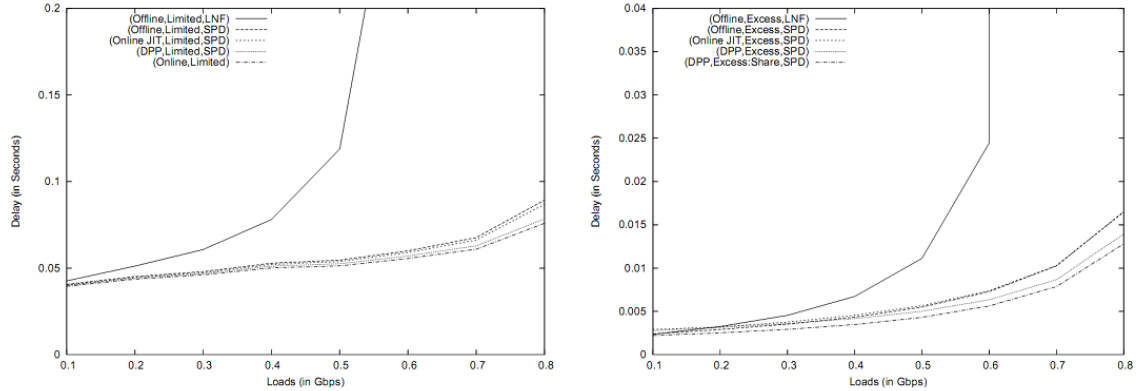 0.2
0.15
0.1
0.05
0
Delay (in Seconds)
(Offline,Limited,LNF)
(Offline,Limited,SPD)
(Online JIT,Limited,SPD)
(DPP,Limited,SPD)
(Online,Limited)
0.1 0.2 0.3 0.4 0.5 0.6 0.7 0.8
Loads (in Gbps)
0.04
0.035
0.03
0.025
0.02
0.015
0.01
0.005
0
Delay (in Seconds)
(Offline,Excess,LNF)
(Offline,Excess,SPD)
(Online JIT,Excess,SPD)
(DPP,Excess,SPD)
(DPP,Excess:Share,SPD)
0.1 0.2 0.3 0.4 0.5 0.6 0.7 0.8
Loads (in Gbps)